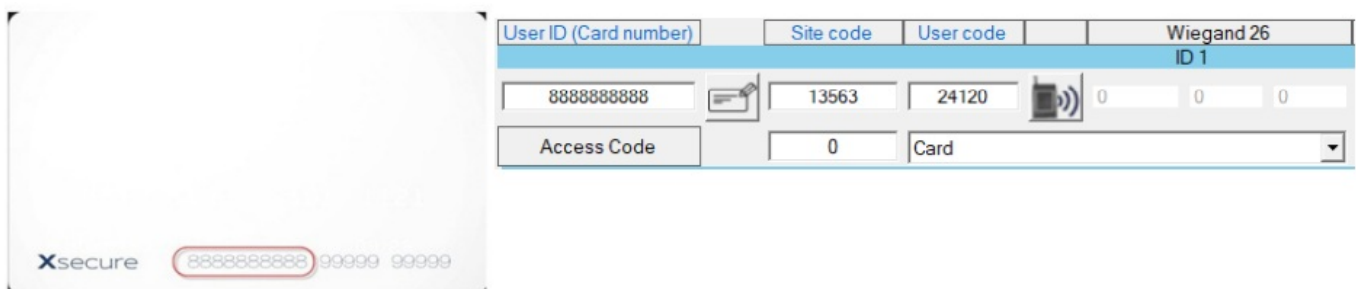 User ID (Card number) Site code User code Wiegand 26
ID 1
8888888888 13563 24120 0 0 0
Access Code 0 Card
Xsecure 8888888888 99999 99999